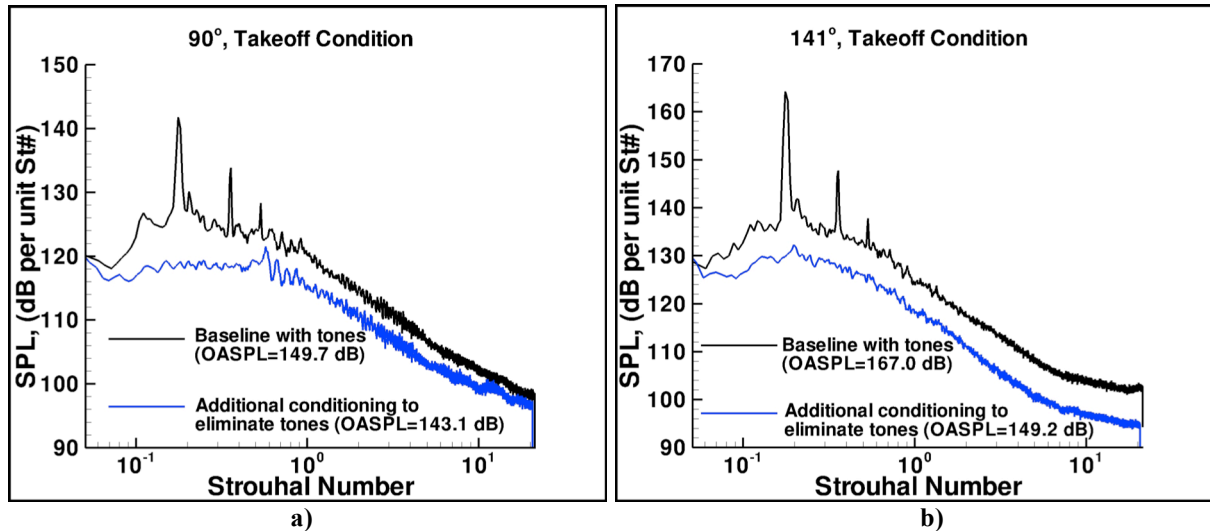 90°, Takeoff Condition
150
140
130
120
110
100
90
SPL, (dB per unit St#)
Baseline with tones
(OASPL=149.7 dB)
Additional conditioning to
eliminate tones (OASPL=143.1 dB)
10⁻¹ 10⁰ 10¹
Strouhal Number
a)
141°, Takeoff Condition
170
160
150
140
130
120
110
100
90
SPL, (dB per unit St#)
Baseline with tones
(OASPL=167.0 dB)
Additional conditioning to
eliminate tones (OASPL=149.2 dB)
10⁻¹ 10⁰ 10¹
Strouhal Number
b)